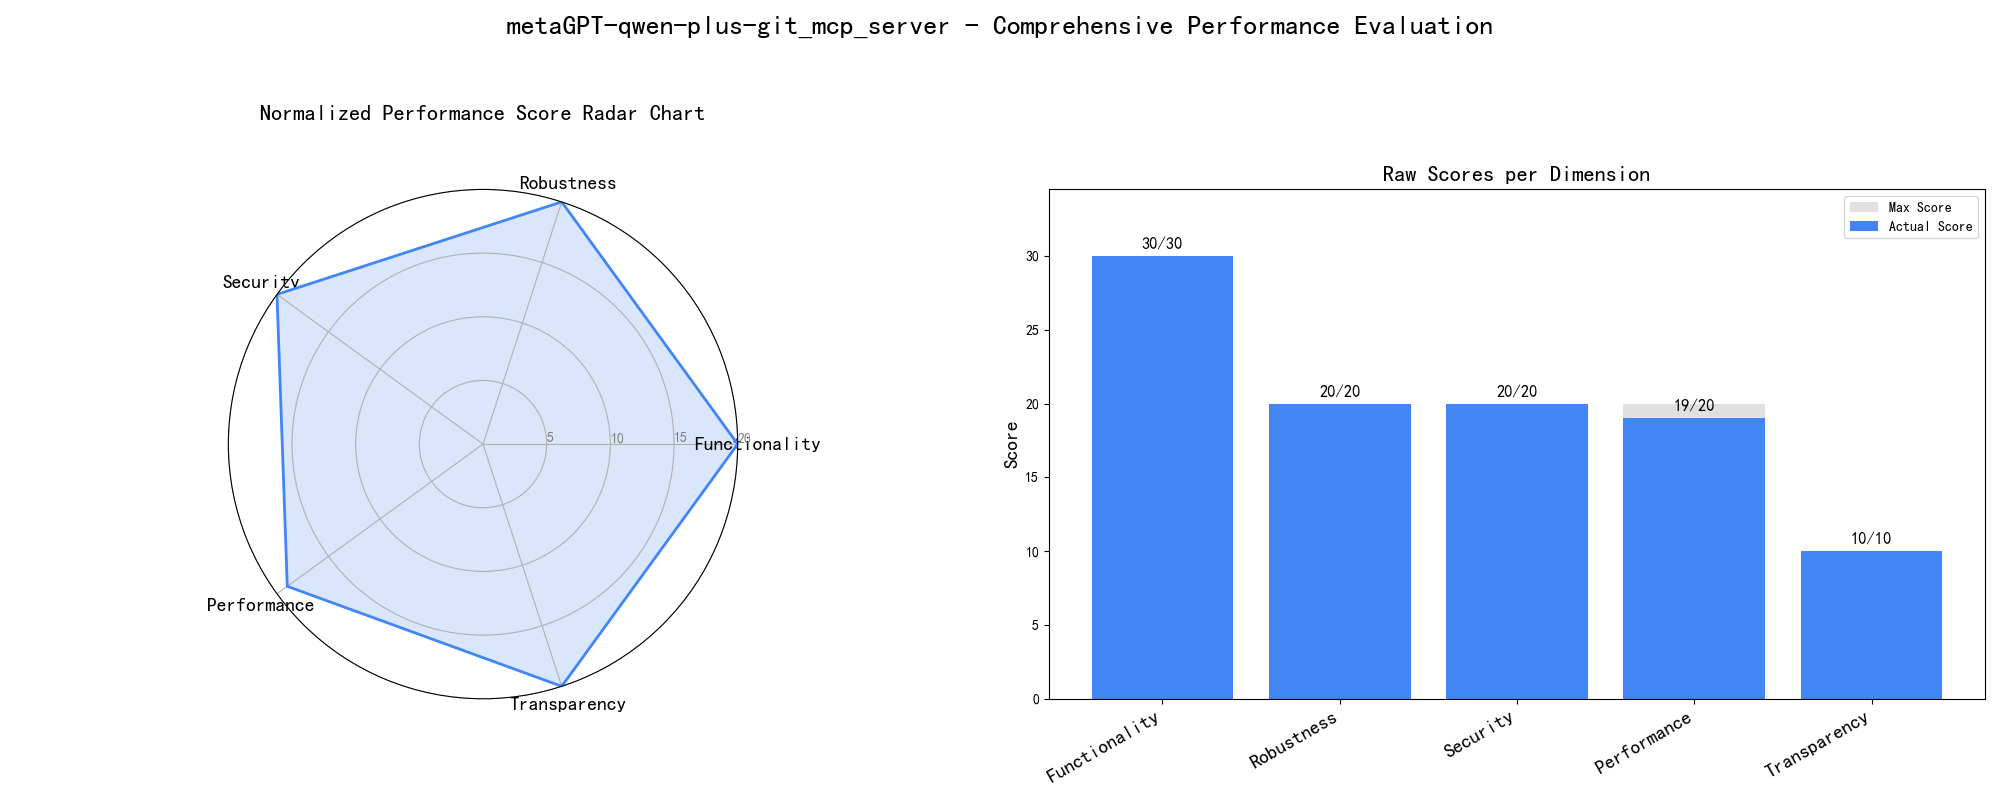 metaGPT-qwen-plus-git_mcp_server - Comprehensive Performance Evaluation
Normalized Performance Score Radar Chart
Robustness
Security
Functionality
Performance
Transparency
5
10
15
20
Raw Scores per Dimension
Max Score
Actual Score
Score
30
25
20
15
10
5
0
30/30
20/20
20/20
19/20
10/10
Functionality
Robustness
Security
Performance
Transparency